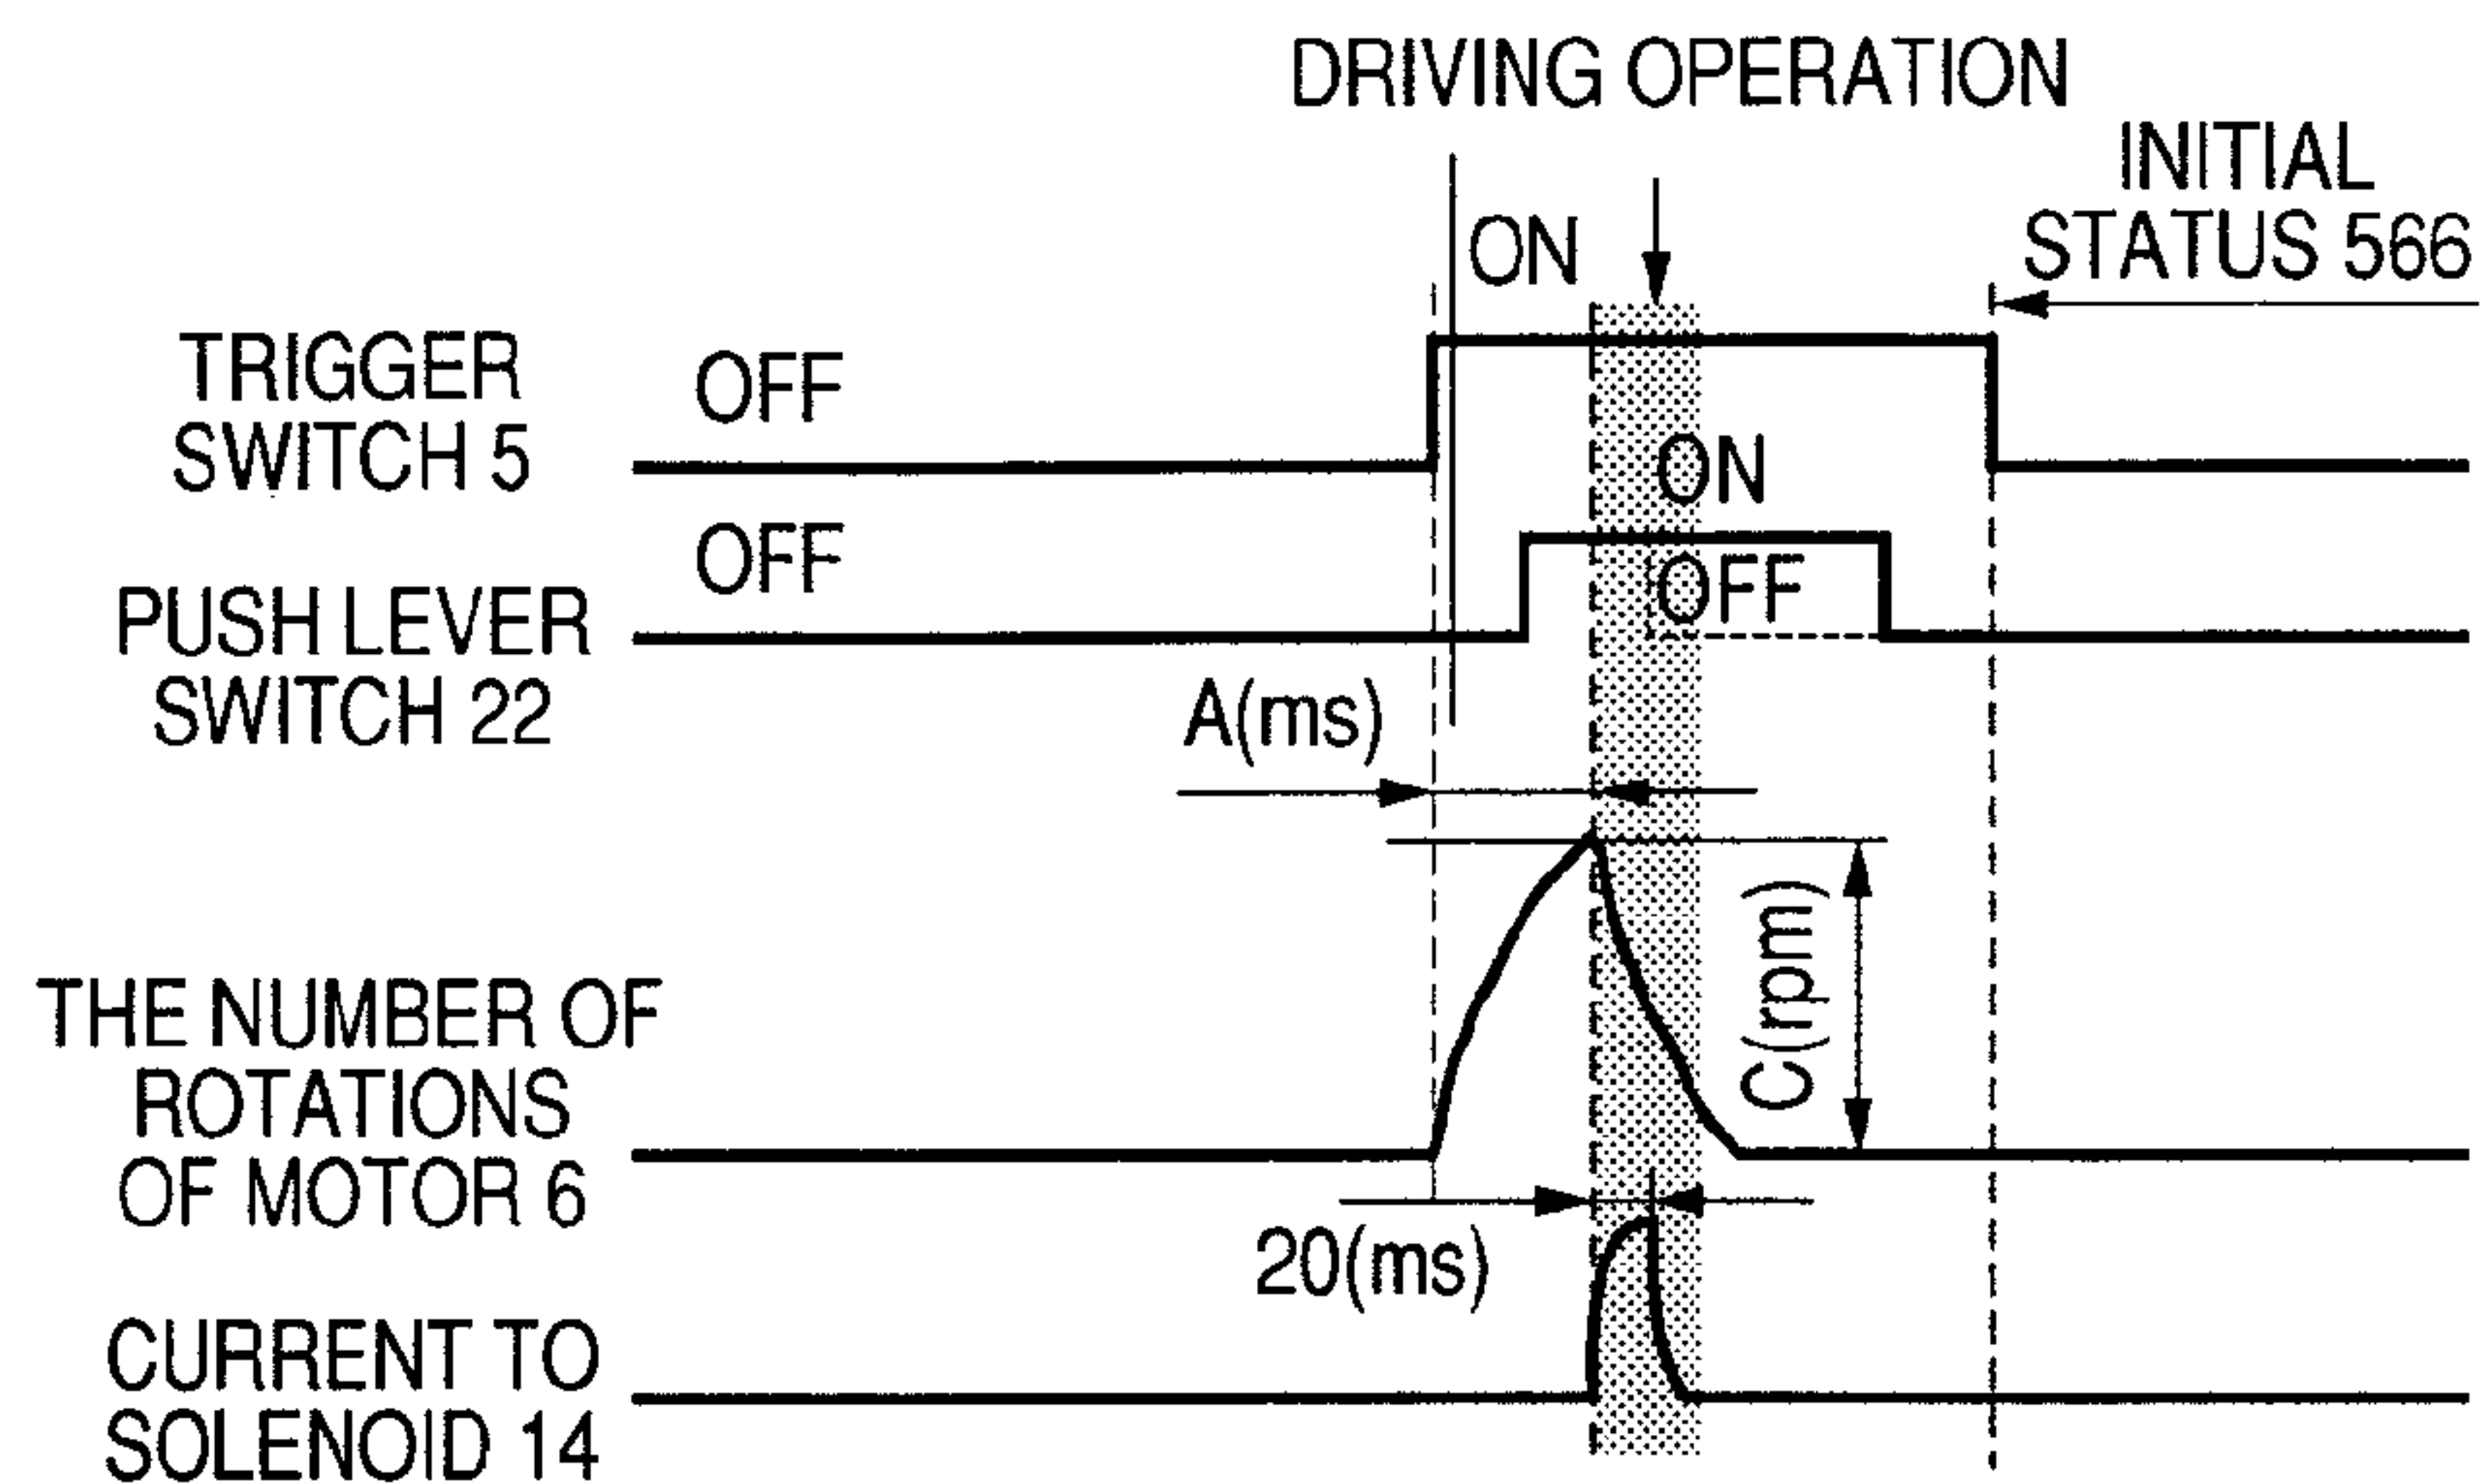 DRIVING OPERATION
INITIAL
STATUS 566
ON
TRIGGER
SWITCH 5
OFF
ON
OFF
OFF
PUSH LEVER
SWITCH 22
A(ms)
C(rpm)
THE NUMBER OF
ROTATIONS
OF MOTOR 6
20(ms)
CURRENT TO
SOLENOID 14